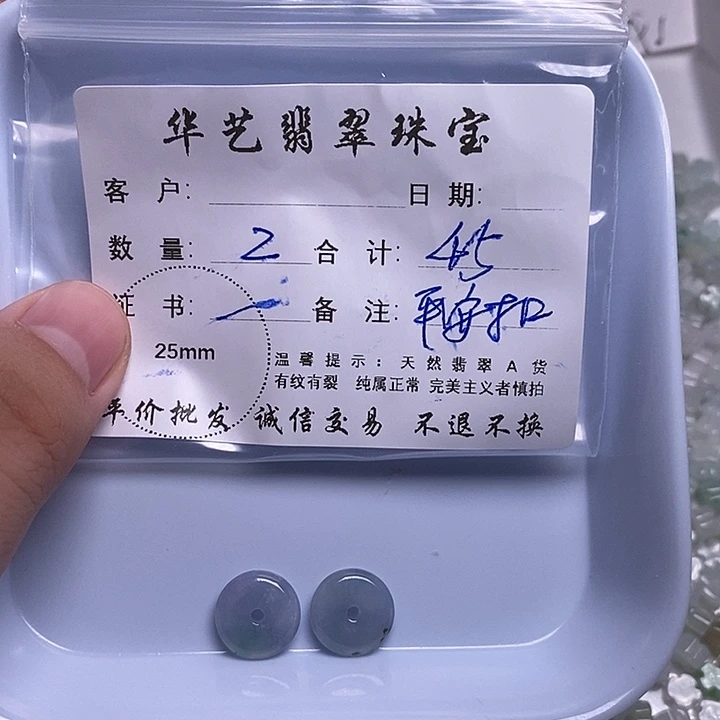 华艺翡翠珠宝
客 户: 日 期:
数 量: 2 合 计: 45
证 书: 一 备 注: 平安扣
25mm
温馨提示:天然翡翠A货
有纹有裂 纯属正常 完美主义者慎拍
平价批发 诚信交易 不退不换